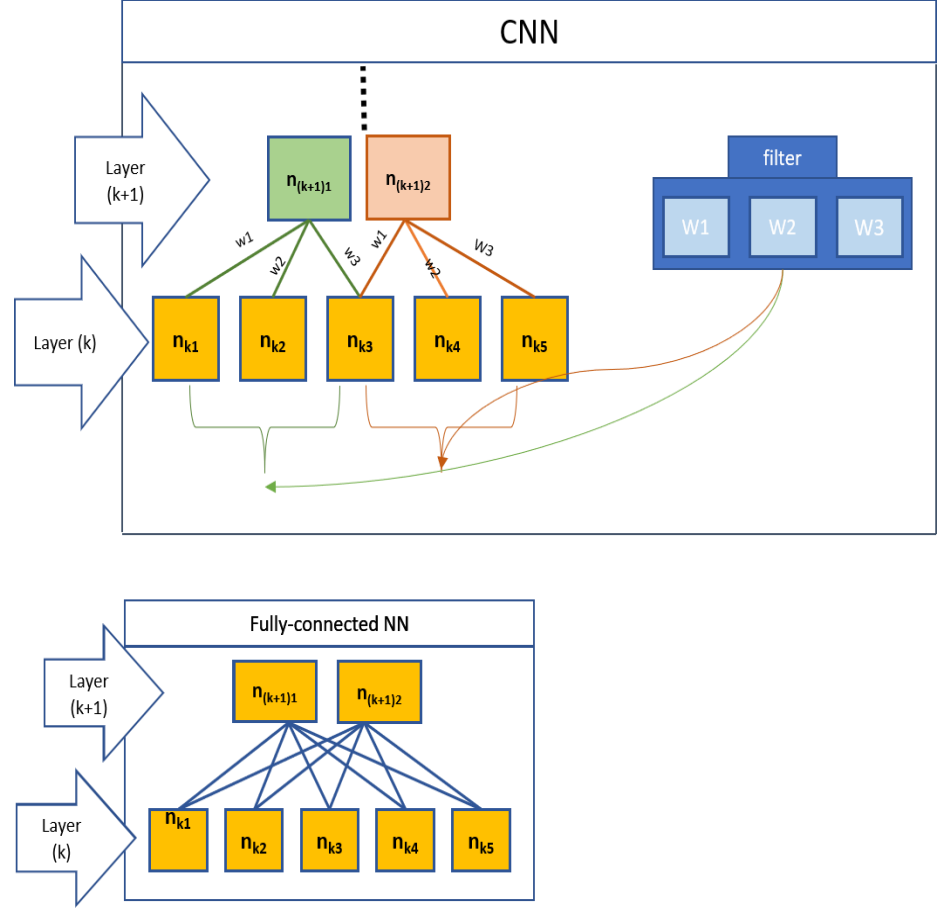 CNN
Layer
(k+1)
n(k+1)1
n(k+1)2
filter
W1 W2 W3
w1 w2 w3 w1 w2 W3
Layer (k)
nk1 nk2 nk3 nk4 nk5
Fully-connected NN
Layer
(k+1)
n(k+1)1 n(k+1)2
Layer
(k)
nk1 nk2 nk3 nk4 nk5